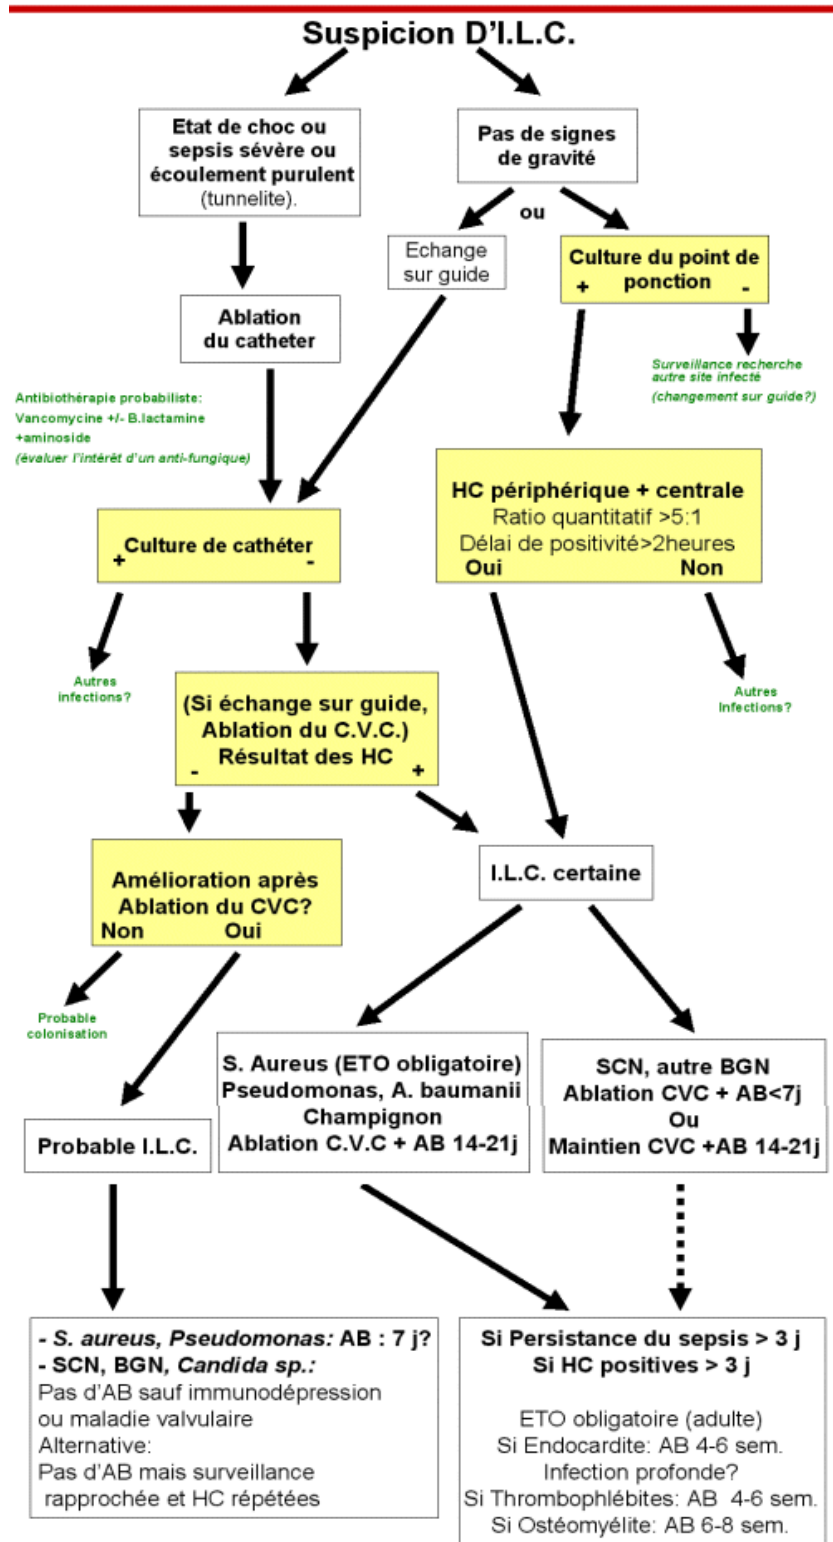 Suspicion D'I.L.C.
Etat de choc ou
sepsis sévère ou
écoulement purulent
(tunnelite).
Pas de signes
de gravité
ou
Echange
sur guide
Culture du point de
+ ponction -
Ablation
du catheter
Surveillance recherche
autre site infecté
(changement sur guide?)
Antibiothérapie probabiliste:
Vancomycine +/- B.lactamine
+aminoside
(évaluer l'intérêt d'un anti-fungique)
HC périphérique + centrale
Ratio quantitatif >5:1
Délai de positivité>2heures
Oui Non
Culture de cathéter
+ -
Autres
infections?
Autres
Infections?
(Si échange sur guide,
Ablation du C.V.C.)
Résultat des HC
- +
Amélioration après
Ablation du CVC?
Non Oui
I.L.C. certaine
Probable
colonisation
S. Aureus (ETO obligatoire)
Pseudomonas, A. baumanii
Champignon
Ablation C.V.C + AB 14-21j
SCN, autre BGN
Ablation CVC + AB<7j
Ou
Maintien CVC +AB 14-21j
Probable I.L.C.
- S. aureus, Pseudomonas: AB : 7 j?
- SCN, BGN, Candida sp.:
Pas d'AB sauf immunodépression
ou maladie valvulaire
Alternative:
Pas d'AB mais surveillance
rapprochée et HC répétées
Si Persistance du sepsis > 3 j
Si HC positives > 3 j
ETO obligatoire (adulte)
Si Endocardite: AB 4-6 sem.
Infection profonde?
Si Thrombophlébites: AB 4-6 sem.
Si Ostéomyélite: AB 6-8 sem.